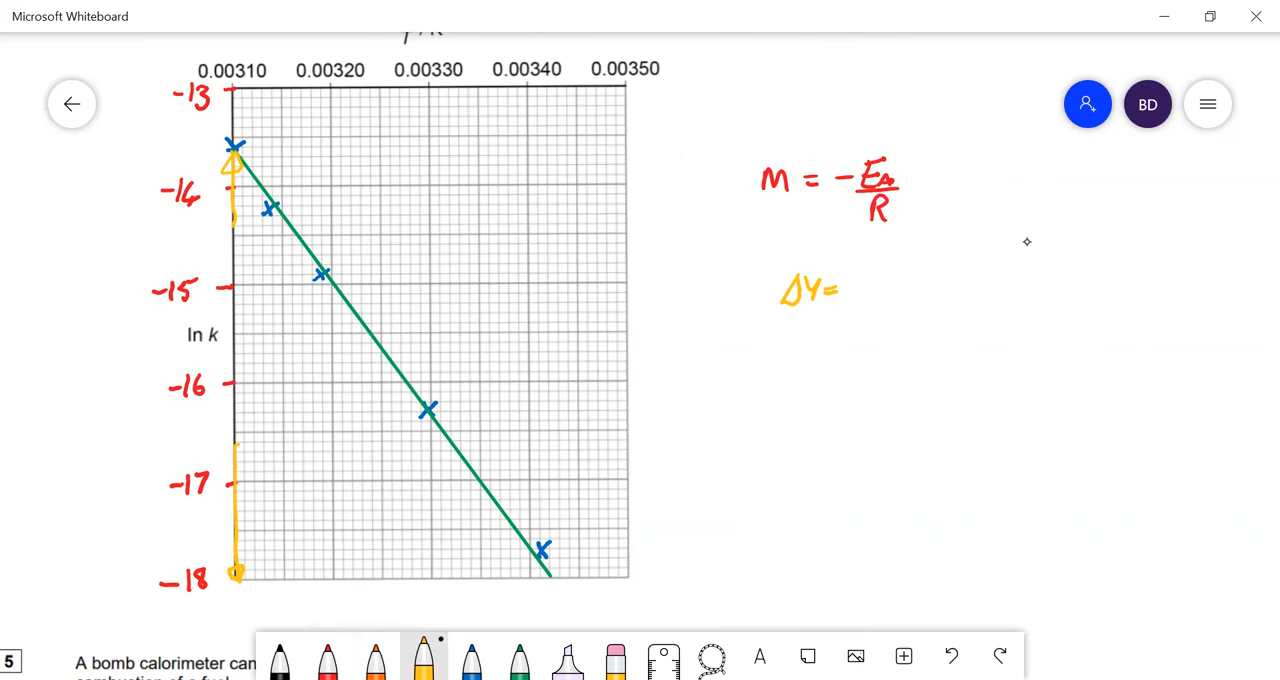 Microsoft Whiteboard
0.00310 0.00320 0.00330 0.00340 0.00350
-13
BD
-14
M = -EA/R
-15
ΔY=
ln k
-16
-17
-18
5
A bomb calorimeter can
A